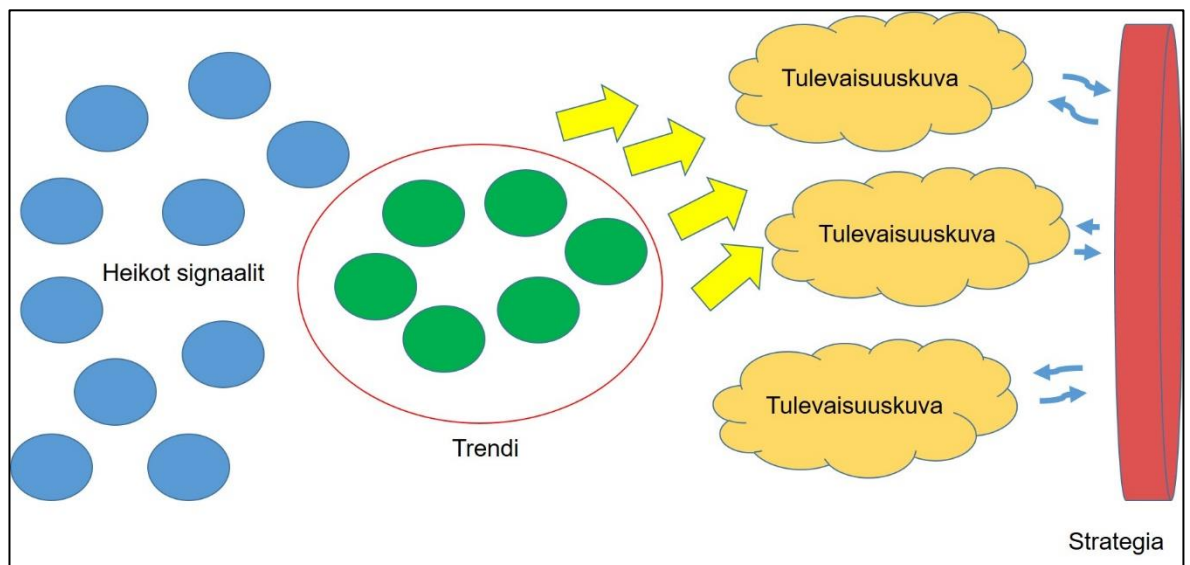 Tulevaisuuskuva
Tulevaisuuskuva
Heikot signaalit
Tulevaisuuskuva
Trendi
Strategia